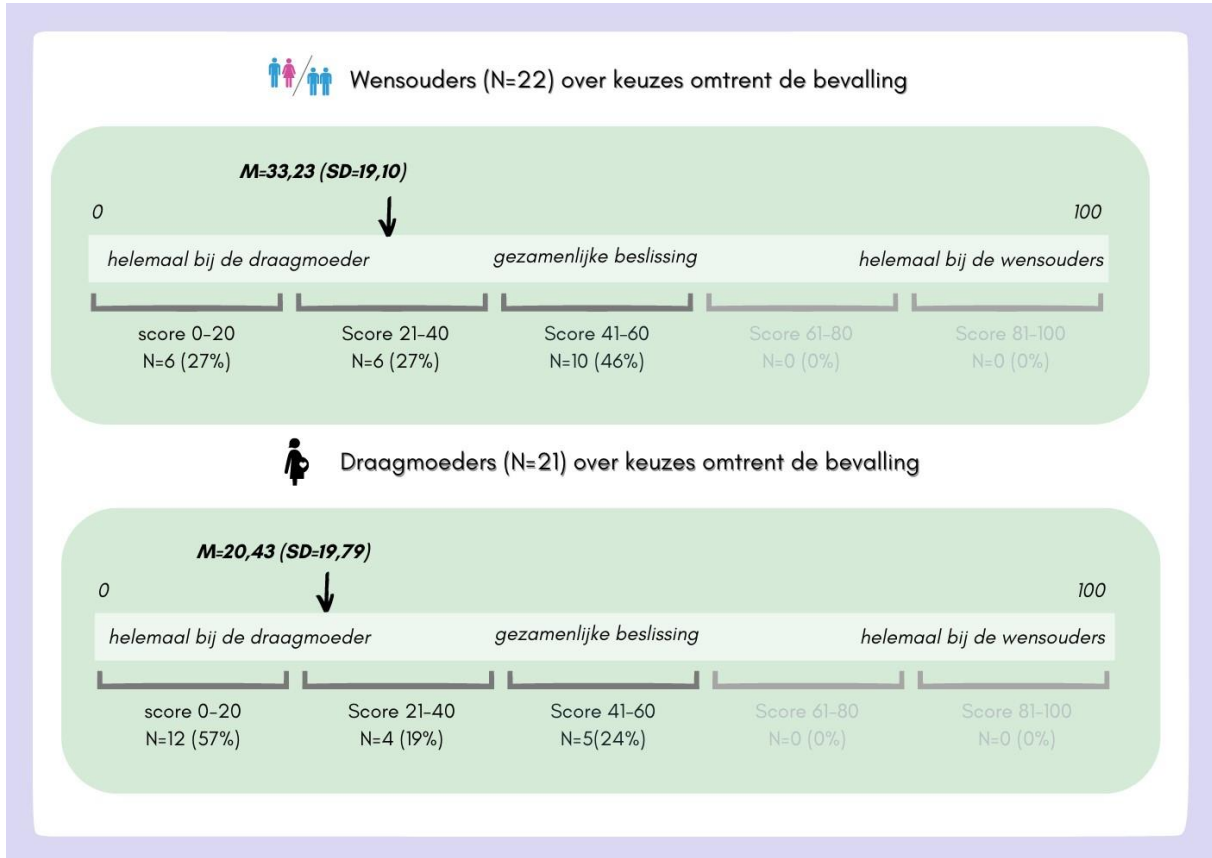 Wensouders (N=22) over keuzes omtrent de bevalling
M=33,23 (SD=19,10)
0 100
helemaal bij de draagmoeder gezamenlijke beslissing helemaal bij de wensouders
score 0-20 Score 21-40 Score 41-60 Score 61-80 Score 81-100
N=6 (27%) N=6 (27%) N=10 (46%) N=0 (0%) N=0 (0%)
Draagmoeders (N=21) over keuzes omtrent de bevalling
M=20,43 (SD=19,79)
0 100
helemaal bij de draagmoeder gezamenlijke beslissing helemaal bij de wensouders
score 0-20 Score 21-40 Score 41-60 Score 61-80 Score 81-100
N=12 (57%) N=4 (19%) N=5(24%) N=0 (0%) N=0 (0%)